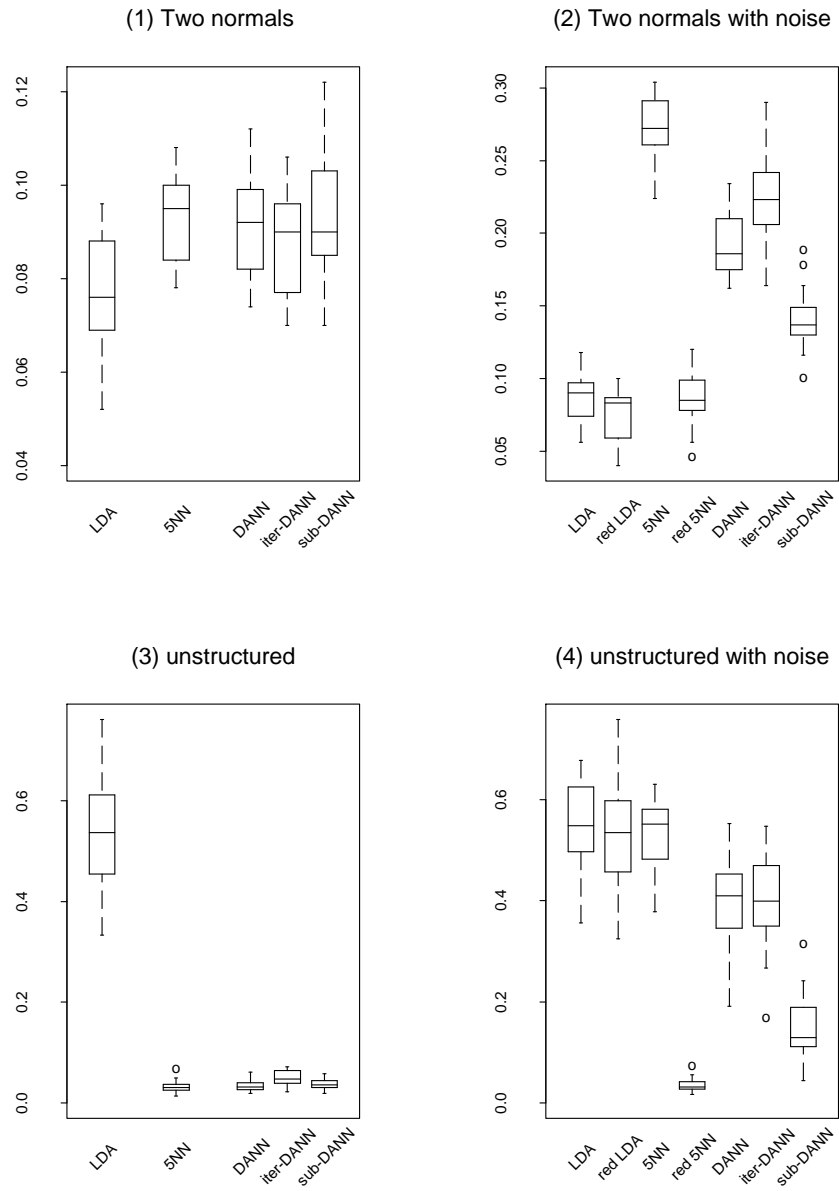 (1) Two normals
0.12
0.10
0.08
0.06
0.04
LDA
5NN
DANN
iter-DANN
sub-DANN
(2) Two normals with noise
0.30
0.25
0.20
0.15
0.10
0.05
LDA
red LDA
5NN
red 5NN
DANN
iter-DANN
sub-DANN
(3) unstructured
0.6
0.4
0.2
0.0
LDA
5NN
DANN
iter-DANN
sub-DANN
(4) unstructured with noise
0.6
0.4
0.2
0.0
LDA
red LDA
5NN
red 5NN
DANN
iter-DANN
sub-DANN